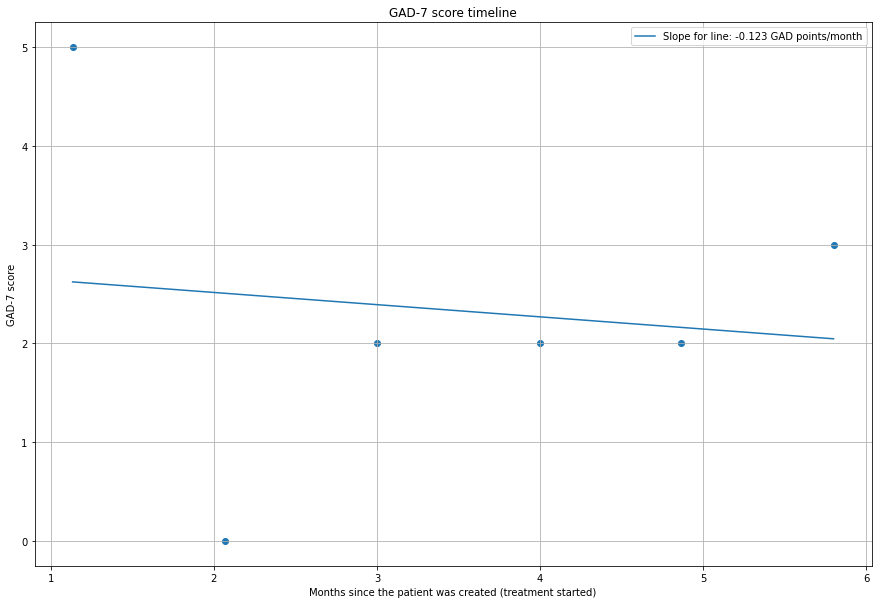 GAD-7 score timeline
Slope for line: -0.123 GAD points/month
5
4
3
2
1
0
GAD-7 score
1 2 3 4 5 6
Months since the patient was created (treatment started)